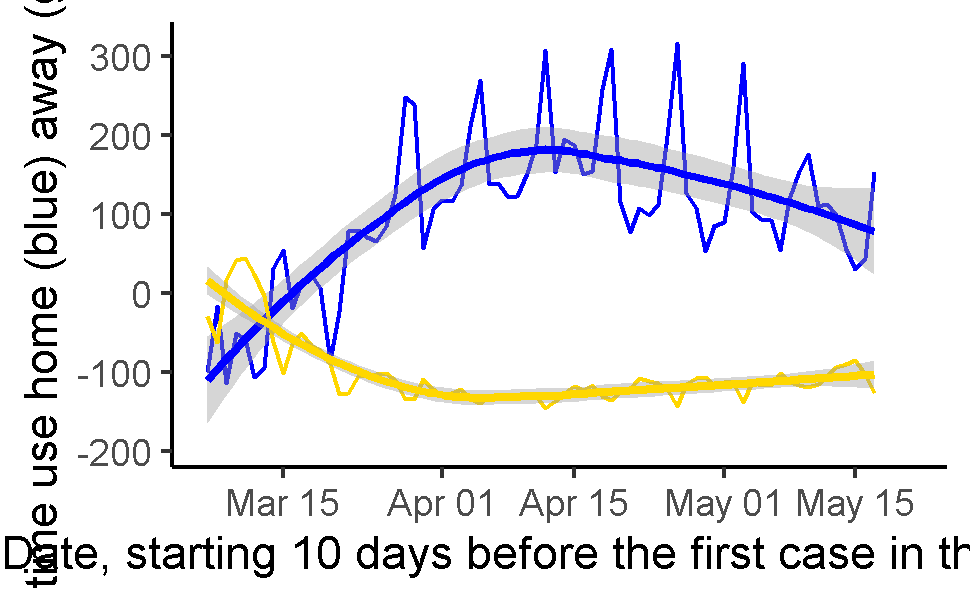 time use home (blue) away (
300
200
100
0
-100
-200
Mar 15 Apr 01 Apr 15 May 01 May 15
Date, starting 10 days before the first case in th